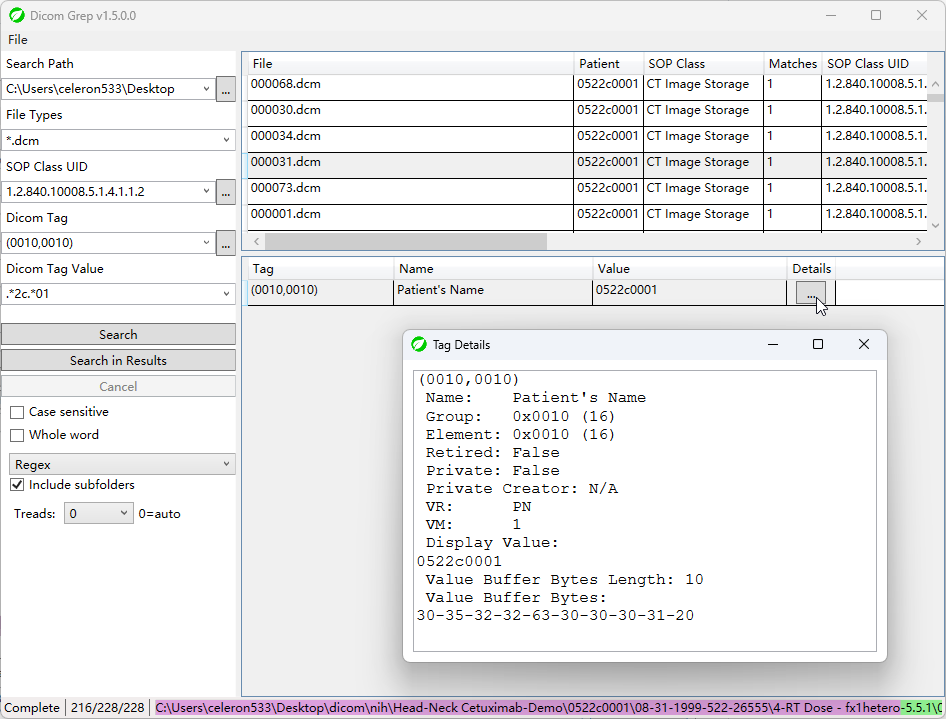 Dicom Grep v1.5.0.0
File
Search Path
C:\Users\celeron533\Desktop
...
File Types
*.dcm
SOP Class UID
1.2.840.10008.5.1.4.1.1.2
...
Dicom Tag
(0010,0010)
...
Dicom Tag Value
.*2c.*01
Search
Search in Results
Cancel
Case sensitive
Whole word
Regex
Include subfolders
Treads: 0 0=auto
File Patient SOP Class Matches SOP Class UID
000068.dcm 0522c0001 CT Image Storage 1 1.2.840.10008.5.1.
000030.dcm 0522c0001 CT Image Storage 1 1.2.840.10008.5.1.
000034.dcm 0522c0001 CT Image Storage 1 1.2.840.10008.5.1.
000031.dcm 0522c0001 CT Image Storage 1 1.2.840.10008.5.1.
000073.dcm 0522c0001 CT Image Storage 1 1.2.840.10008.5.1.
000001.dcm 0522c0001 CT Image Storage 1 1.2.840.10008.5.1.
Tag Name Value Details
(0010,0010) Patient's Name 0522c0001 ...
Tag Details
(0010,0010)
Name: Patient's Name
Group: 0x0010 (16)
Element: 0x0010 (16)
Retired: False
Private: False
Private Creator: N/A
VR: PN
VM: 1
Display Value:
0522c0001
Value Buffer Bytes Length: 10
Value Buffer Bytes:
30-35-32-32-63-30-30-30-31-20
Complete 216/228/228 C:\Users\celeron533\Desktop\dicom\nih\Head-Neck Cetuximab-Demo\0522c0001\08-31-1999-522-26555\4-RT Dose - fx1hetero-5.5.1\